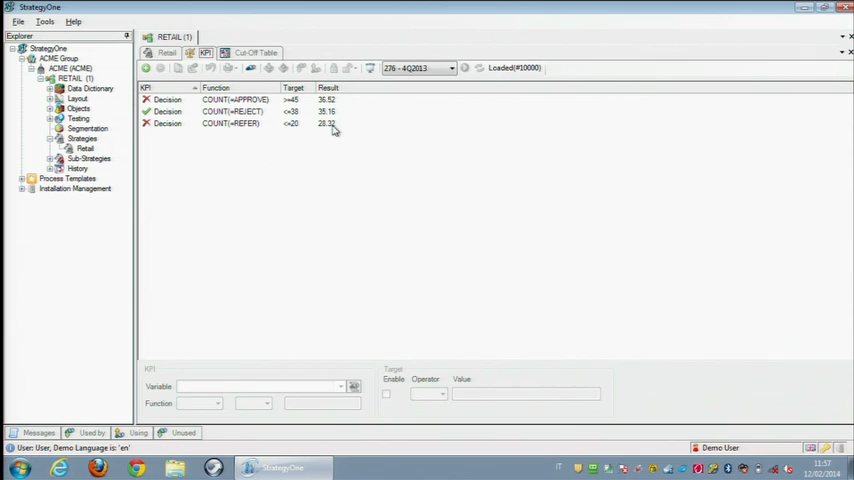 StrategyOne
File Tools Help
Explorer
RETAIL (1)
StrategyOne
ACME Group
ACME (ACME)
RETAIL (1)
Data Dictionary
Layout
Objects
Testing
Segmentation
Strategies
Retail
Sub-Strategies
History
Process Templates
Installation Management
Retail KPI Cut-Off Table
276 - 4Q2013 Loaded(#10000)
KPI Function Target Result
Decision COUNT(=APPROVE) >=45 36.52
Decision COUNT(=REJECT) <=38 35.16
Decision COUNT(=REFER) <=20 28.32
KPI
Variable
Function
Target
Enable Operator Value
Messages Used by Using Unused
User: User, Demo Language is: 'en'
Demo User
StrategyOne
IT
11:57
12/02/2014